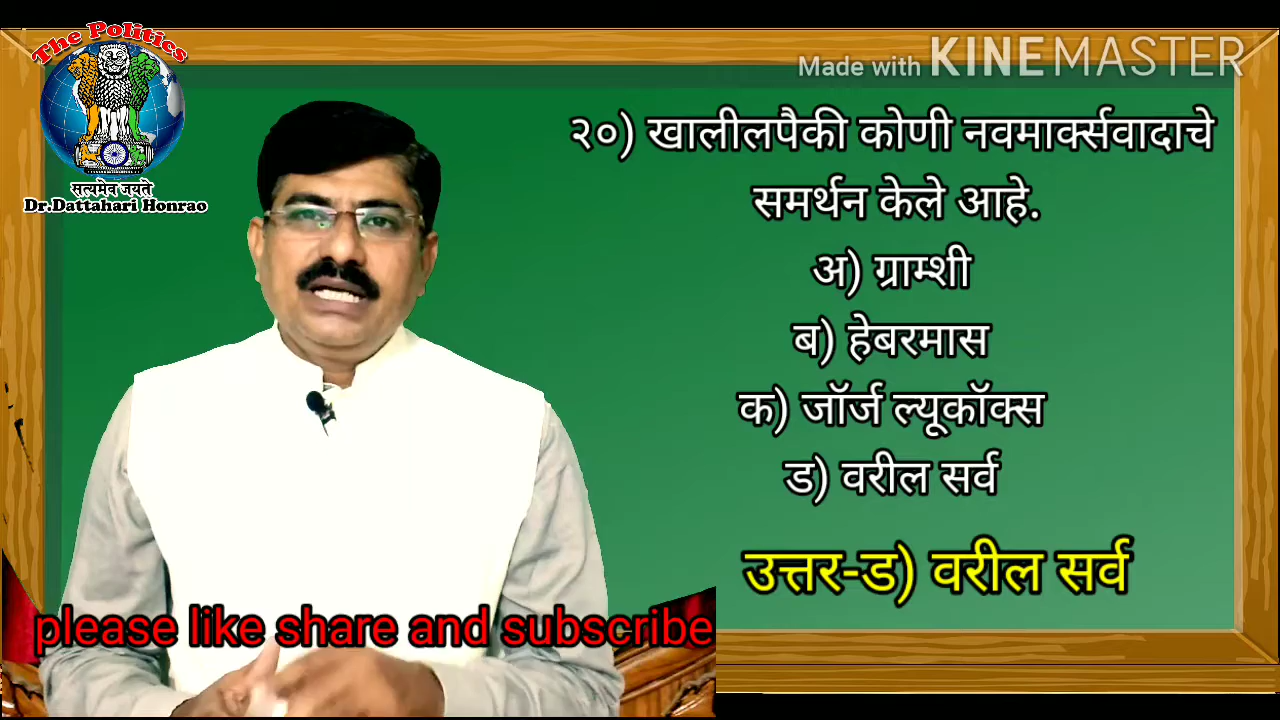 The Politics
सत्यमेव जयते
Dr.Dattahari Honrao
Made with KINEMASTER
२०) खालीलपैकी कोणी नवमार्क्सवादाचे
समर्थन केले आहे.
अ) ग्राम्शी
ब) हेबरमास
क) जॉर्ज ल्यूकॉक्स
ड) वरील सर्व
उत्तर-ड) वरील सर्व
please like share and subscribe